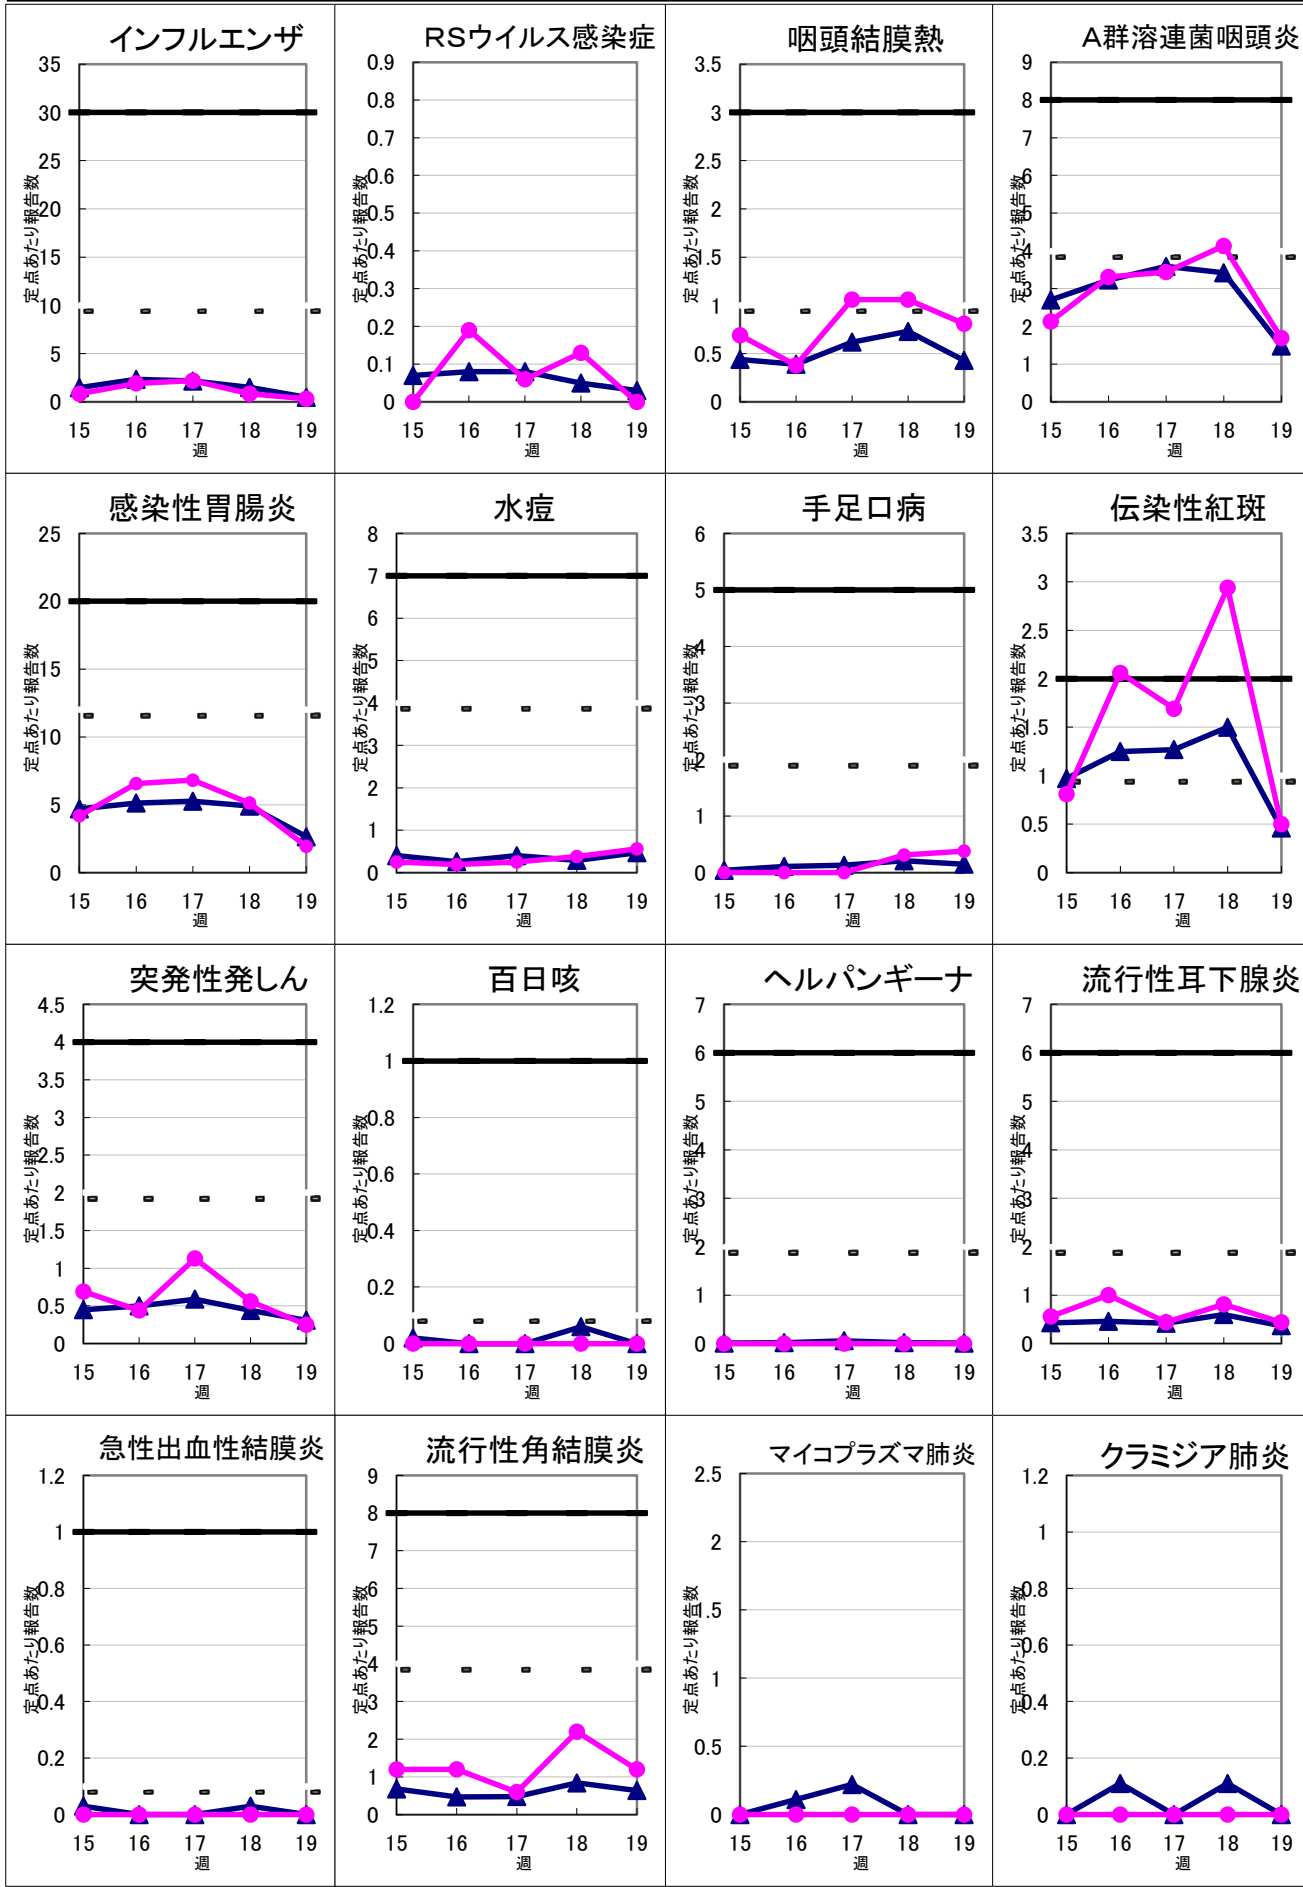 インフルエンザ
35
30
25
20
15
10
5
0
定点あたり報告数
15 16 17 18 19
週
RSウイルス感染症
0.9
0.8
0.7
0.6
0.5
0.4
0.3
0.2
0.1
0
定点あたり報告数
15 16 17 18 19
週
咽頭結膜熱
3.5
3
2.5
2
1.5
1
0.5
0
定点あたり報告数
15 16 17 18 19
週
A群溶連菌咽頭炎
9
8
7
6
5
4
3
2
1
0
定点あたり報告数
15 16 17 18 19
週
感染性胃腸炎
25
20
15
10
5
0
定点あたり報告数
15 16 17 18 19
週
水痘
8
7
6
5
4
3
2
1
0
定点あたり報告数
15 16 17 18 19
週
手足口病
6
5
4
3
2
1
0
定点あたり報告数
15 16 17 18 19
週
伝染性紅斑
3.5
3
2.5
2
1.5
1
0.5
0
定点あたり報告数
15 16 17 18 19
週
突発性発しん
4.5
4
3.5
3
2.5
2
1.5
1
0.5
0
定点あたり報告数
15 16 17 18 19
週
百日咳
1.2
1
0.8
0.6
0.4
0.2
0
定点あたり報告数
15 16 17 18 19
週
ヘルパンギーナ
7
6
5
4
3
2
1
0
定点あたり報告数
15 16 17 18 19
週
流行性耳下腺炎
7
6
5
4
3
2
1
0
定点あたり報告数
15 16 17 18 19
週
急性出血性結膜炎
1.2
1
0.8
0.6
0.4
0.2
0
定点あたり報告数
15 16 17 18 19
週
流行性角結膜炎
9
8
7
6
5
4
3
2
1
0
定点あたり報告数
15 16 17 18 19
週
マイコプラズマ肺炎
2.5
2
1.5
1
0.5
0
定点あたり報告数
15 16 17 18 19
週
クラミジア肺炎
1.2
1
0.8
0.6
0.4
0.2
0
定点あたり報告数
15 16 17 18 19
週